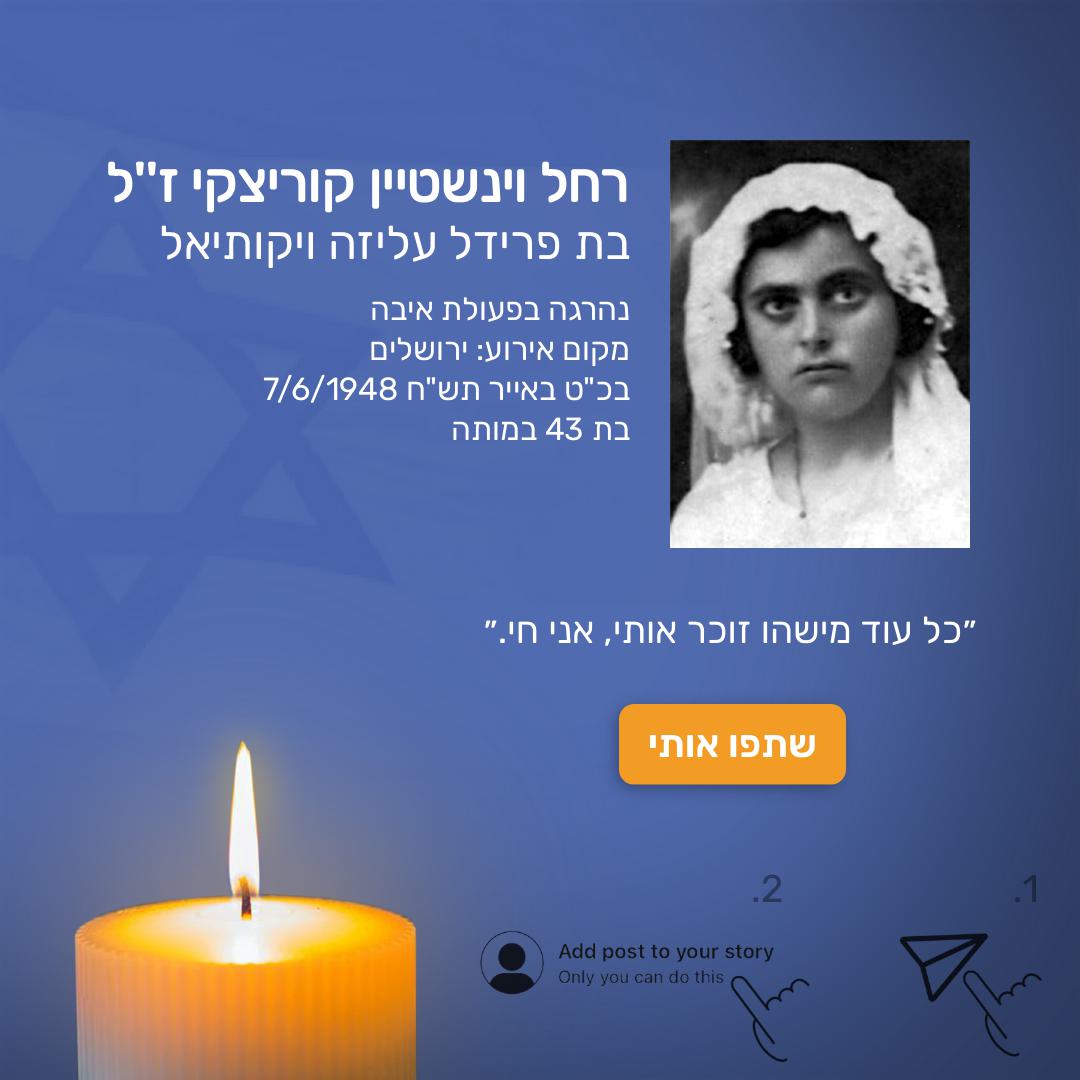 רחל וינשטיין קוריצקי ז"ל
בת פרידל עליזה ויקותיאל
נהרגה בפעולת איבה
מקום אירוע: ירושלים
בכ"ט באייר תש"ח 7/6/1948
בת 43 במותה
״כל עוד מישהו זוכר אותי, אני חי.״
שתפו אותי
1.
2.
Add post to your story
Only you can do this